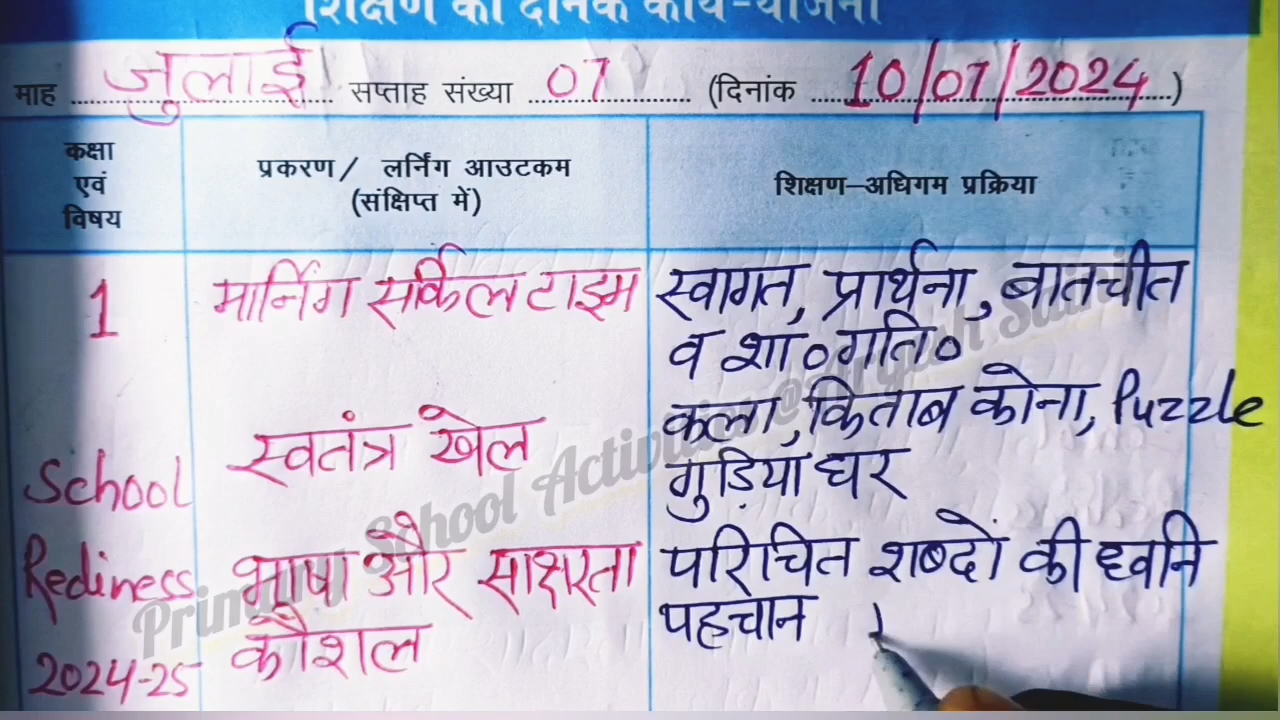 शिक्षण की दैनिक कार्य-योजना
माह जुलाई सप्ताह संख्या 07 (दिनांक 10/07/2024)
कक्षा
एवं
विषय
प्रकरण / लर्निंग आउटकम
(संक्षिप्त में)
शिक्षण–अधिगम प्रक्रिया
1
मार्निंग सर्किल टाइम
स्वागत, प्रार्थना, बातचीत
व शा०गति०
स्वतंत्र खेल
कला, किताब कोना, Puzzle
गुड़िया घर
School
Rediness
2024-25
भाषा और साक्षरता
कौशल
परिचित शब्दों की ध्वनि
पहचान
Primary School Activities@